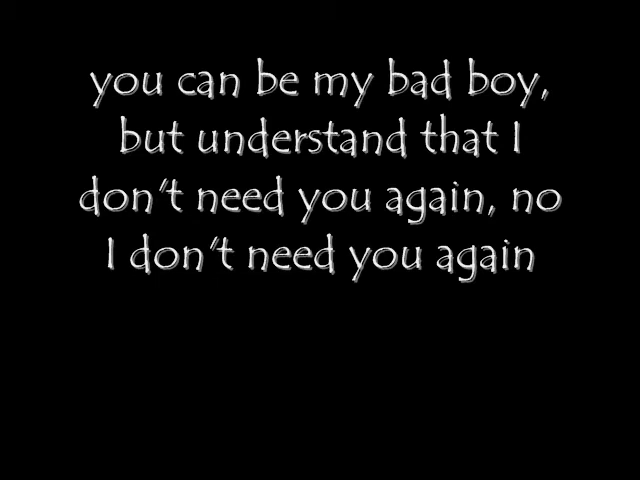 you can be my bad boy,
but understand that I
don't need you again, no
I don't need you again